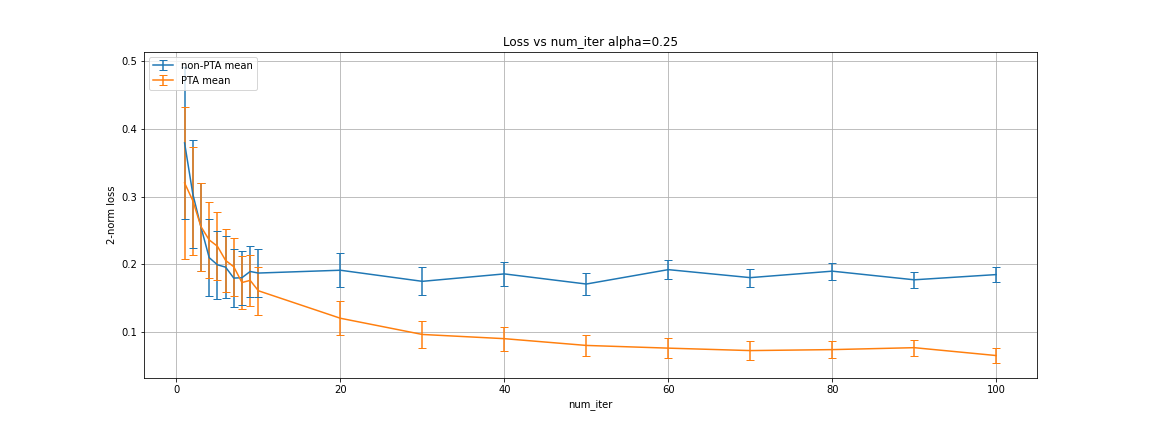 Loss vs num_iter alpha=0.25
non-PTA mean
PTA mean
2-norm loss
0.5
0.4
0.3
0.2
0.1
0 20 40 60 80 100
num_iter